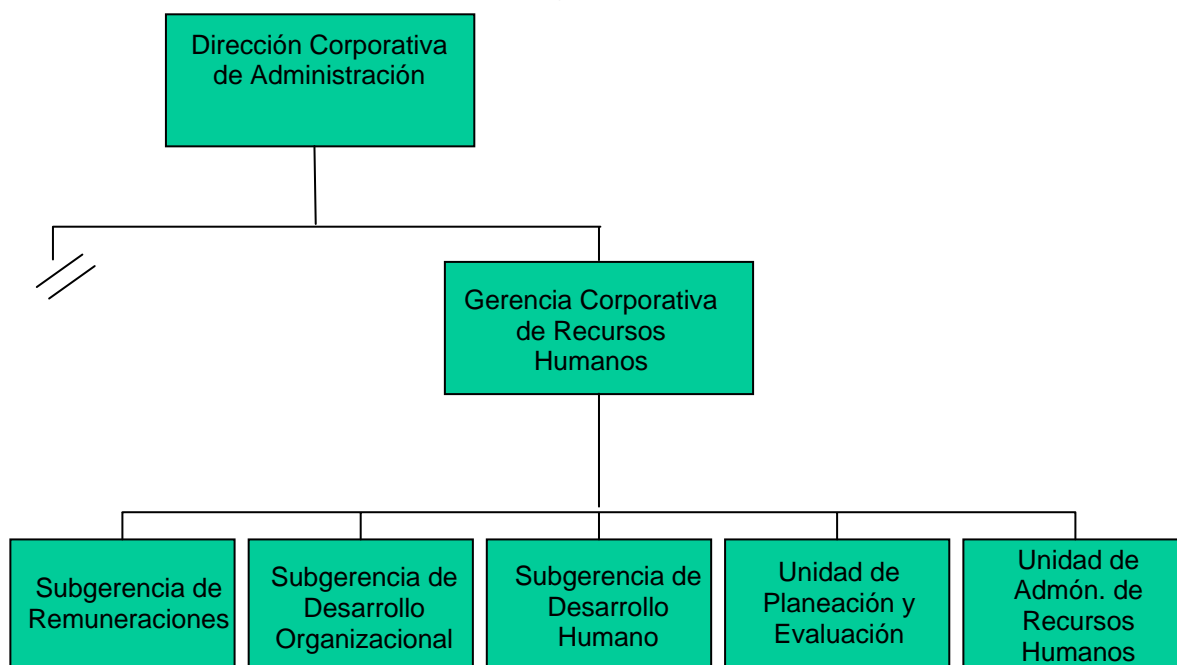 Dirección Corporativa
de Administración
Gerencia Corporativa
de Recursos
Humanos
Subgerencia de
Remuneraciones
Subgerencia de
Desarrollo
Organizacional
Subgerencia de
Desarrollo
Humano
Unidad de
Planeación y
Evaluación
Unidad de
Admón. de
Recursos
Humanos